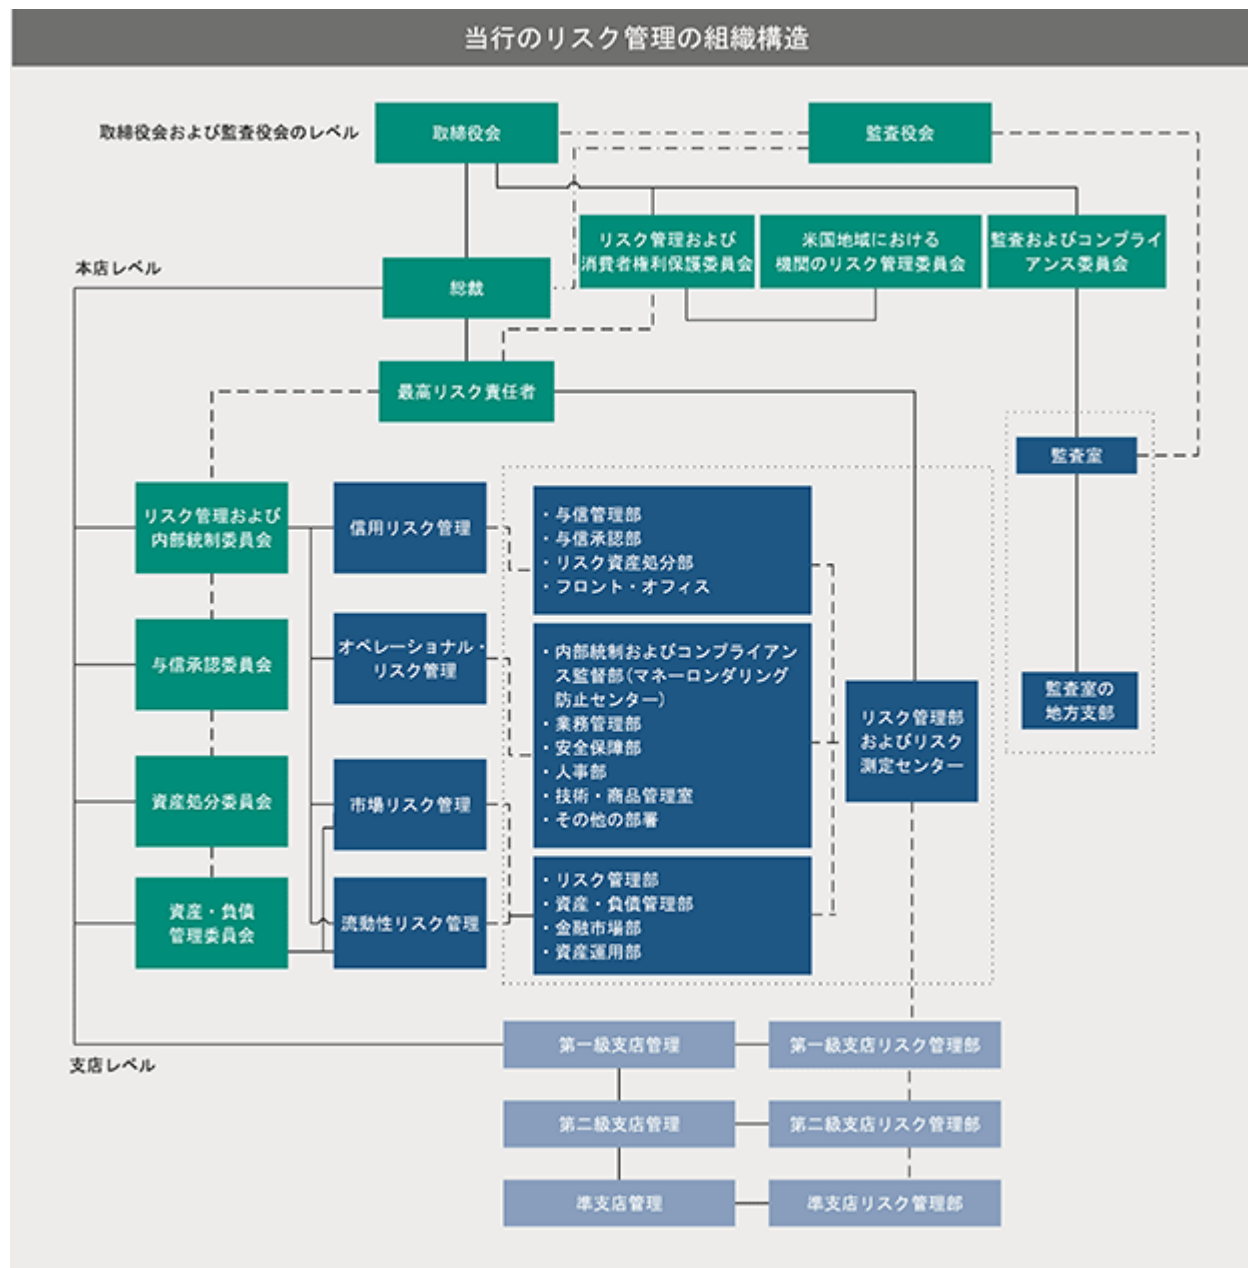 当行のリスク管理の組織構造
取締役会および監査役会のレベル
取締役会
監査役会
リスク管理および
消費者権利保護委員会
米国地域における
機関のリスク管理委員会
監査およびコンプライ
アンス委員会
本店レベル
総裁
最高リスク責任者
監査室
監査室の
地方支部
リスク管理および
内部統制委員会
与信承認委員会
資産処分委員会
資産・負債
管理委員会
信用リスク管理
オペレーショナル・
リスク管理
市場リスク管理
流動性リスク管理
・与信管理部
・与信承認部
・リスク資産処分部
・フロント・オフィス
・内部統制およびコンプライアン
ス監督部(マネーロンダリング
防止センター)
・業務管理部
・安全保障部
・人事部
・技術・商品管理室
・その他の部署
・リスク管理部
・資産・負債管理部
・金融市場部
・資産運用部
リスク管理部
およびリスク
測定センター
支店レベル
第一級支店管理
第一級支店リスク管理部
第二級支店管理
第二級支店リスク管理部
準支店管理
準支店リスク管理部